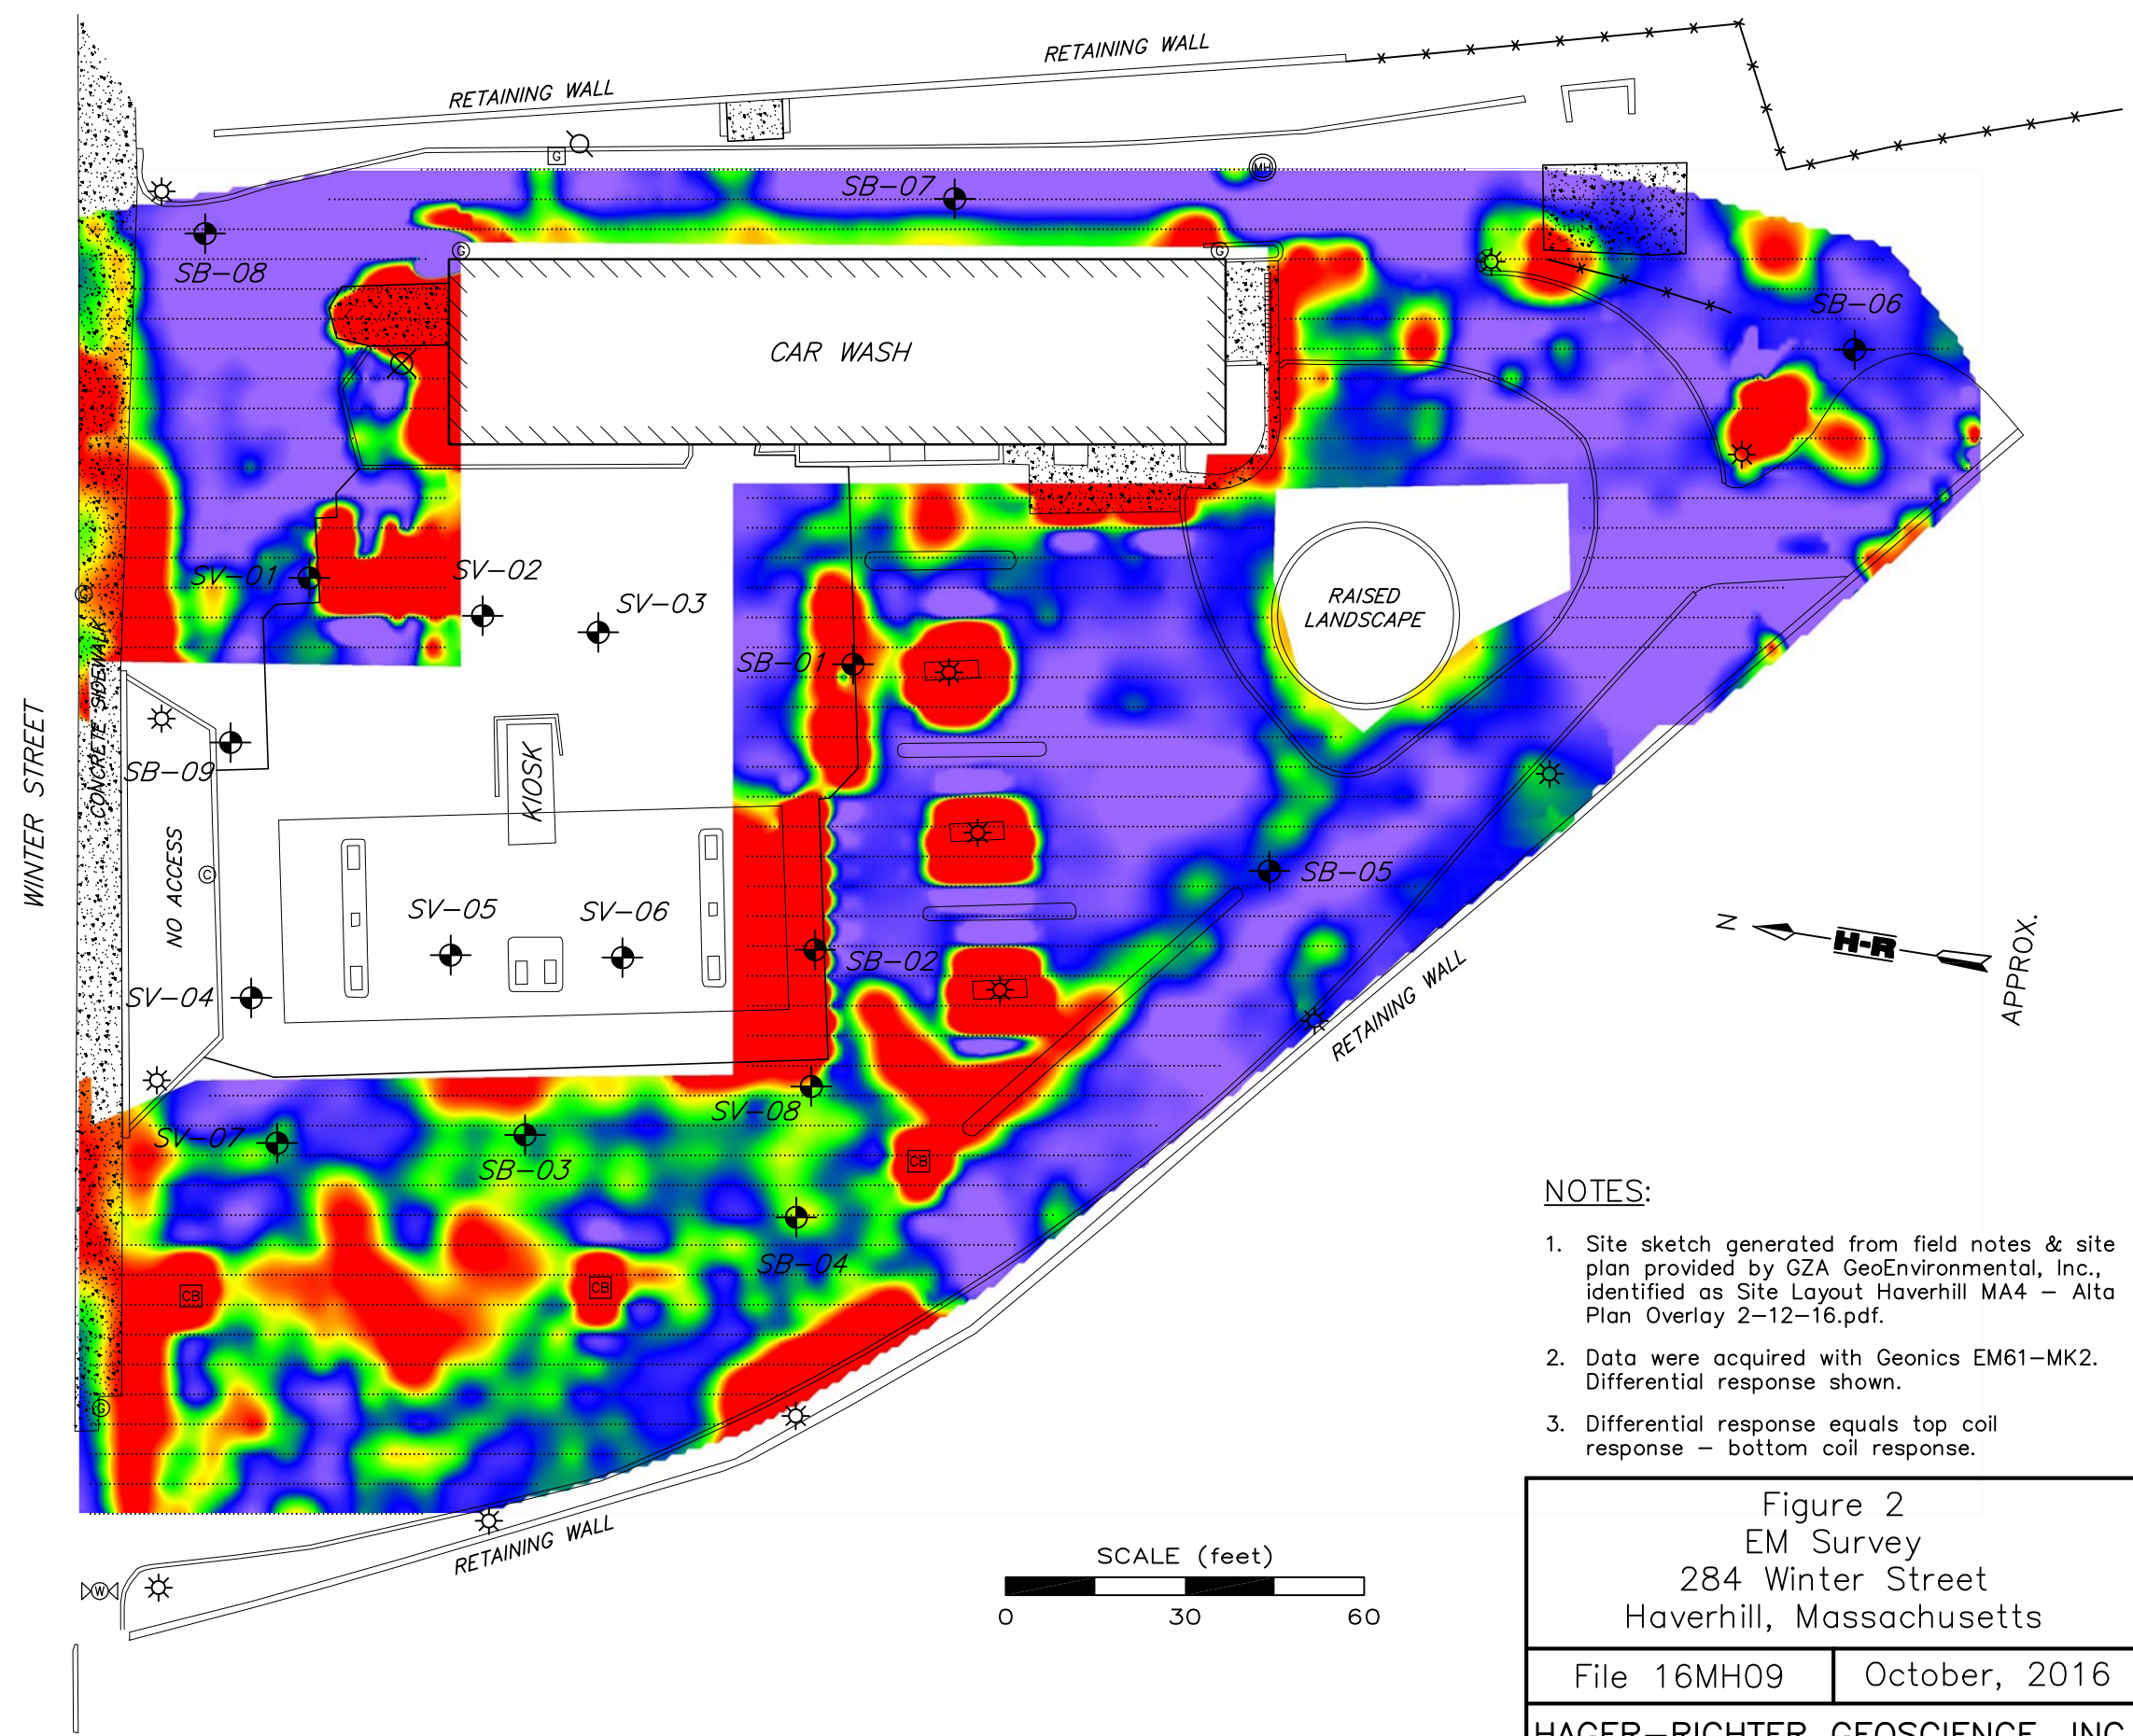 RETAINING WALL
RETAINING WALL
G
MH
SB-07
SB-08
G
G
SB-06
CAR WASH
SV-01
SV-02
SV-03
G
RAISED
LANDSCAPE
SB-01
CONCRETE SIDEWALK
WINTER STREET
SB-09
KIOSK
NO ACCESS
C
SB-05
SV-05
SV-06
N
H-R
APPROX.
SB-02
SV-04
RETAINING WALL
SV-08
SV-07
SB-03
CB
SB-04
CB
CB
G
RETAINING WALL
W
NOTES:
1. Site sketch generated from field notes & site
plan provided by GZA GeoEnvironmental, Inc.,
identified as Site Layout Haverhill MA4 – Alta
Plan Overlay 2–12–16.pdf.
2. Data were acquired with Geonics EM61–MK2.
Differential response shown.
3. Differential response equals top coil
response – bottom coil response.
SCALE (feet)
0 30 60
Figure 2
EM Survey
284 Winter Street
Haverhill, Massachusetts
File 16MH09
October, 2016
HAGER–RICHTER GEOSCIENCE, INC.